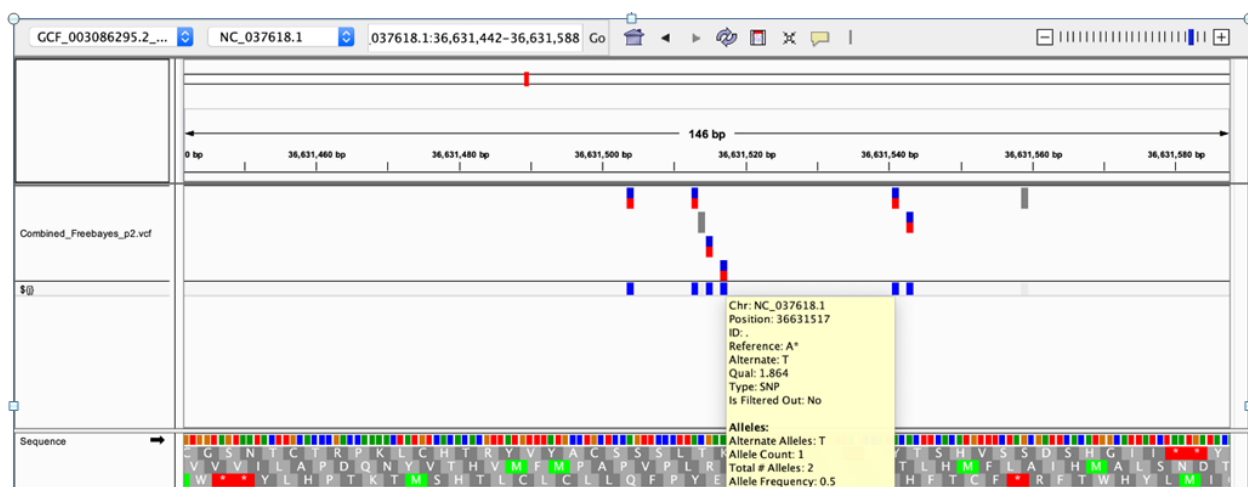 GCF_003086295.2_... NC_037618.1 .037618.1:36,631,442-36,631,588 Go
146 bp
0 bp 36,631,460 bp 36,631,480 bp 36,631,500 bp 36,631,520 bp 36,631,540 bp 36,631,560 bp 36,631,580 bp
Combined_Freebayes_p2.vcf
${j}
Chr: NC_037618.1
Position: 36631517
ID: .
Reference: A*
Alternate: T
Qual: 1.864
Type: SNP
Is Filtered Out: No
Alleles:
Alternate Alleles: T
Allele Count: 1
Total # Alleles: 2
Allele Frequency: 0.5
Sequence
C G S N T C T R P K L C H T R Y V Y A C S S S L T K Y T S H V S S D S H G I I * *
V V V I L A P D Q N Y V T H V M F M P A P V P L R T L H M F L A I H M A L S N D T
W * * Y L H P T K T M S H T L C L C L L Q F P Y E H F T C F * R F T W H Y L M I